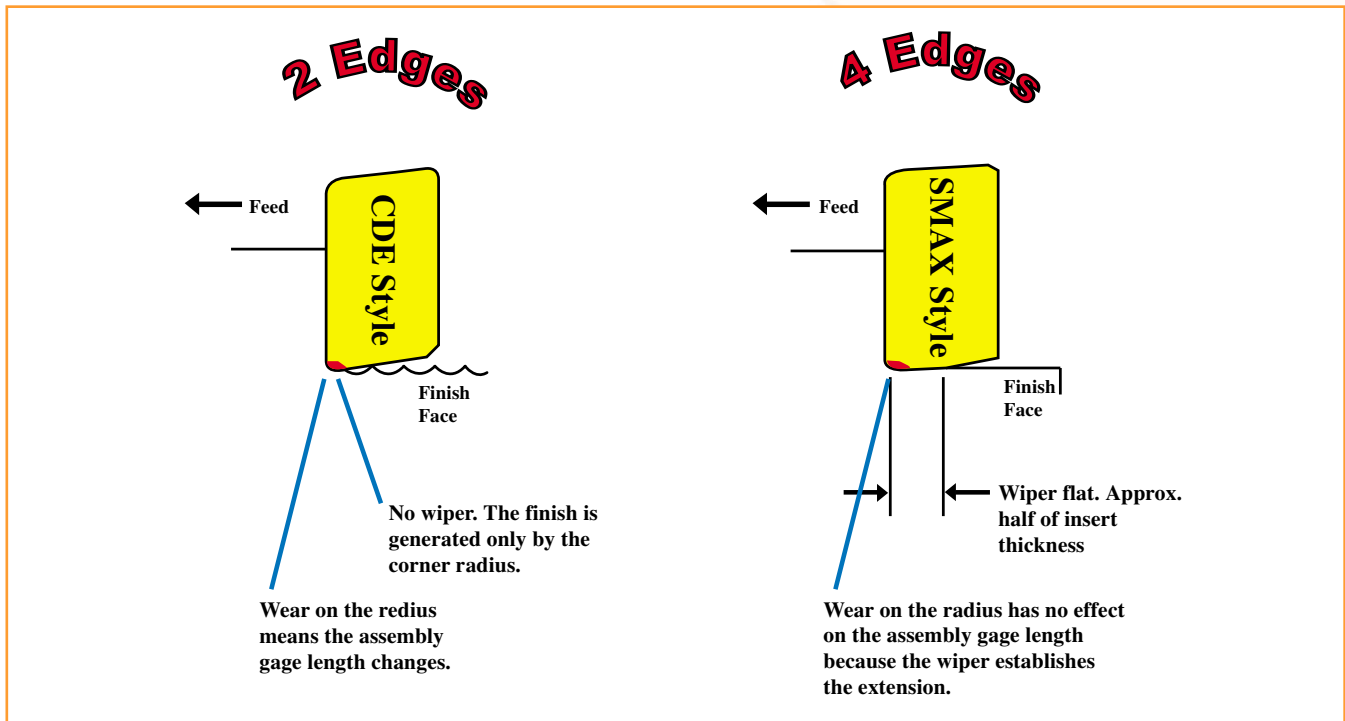 2 Edges
Feed
CDE Style
Finish
Face
No wiper. The finish is
generated only by the
corner radius.
Wear on the redius
means the assembly
gage length changes.
4 Edges
Feed
SMAX Style
Finish
Face
Wiper flat. Approx.
half of insert
thickness
Wear on the radius has no effect
on the assembly gage length
because the wiper establishes
the extension.